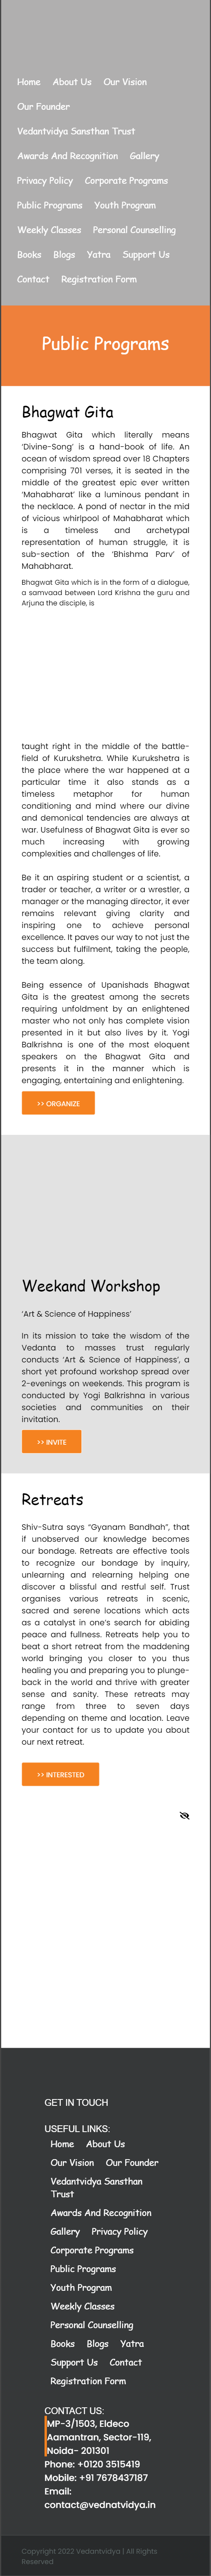 Home About Us Our Vision
Our Founder
Vedantvidya Sansthan Trust
Awards And Recognition Gallery
Privacy Policy Corporate Programs
Public Programs Youth Program
Weekly Classes Personal Counselling
Books Blogs Yatra Support Us
Contact Registration Form
Public Programs
Bhagwat Gita
Bhagwat Gita which literally means
'Divine-Song' is a hand-book of life. An
ocean of wisdom spread over 18 Chapters
comprising 701 verses, it is seated in the
middle of the greatest epic ever written
'Mahabharat' like a luminous pendant in
the necklace. A pond of nectar in the mid
of vicious whirlpool of Mahabharat which
is a timeless and archetypal
representation of human struggle, it is
sub-section of the 'Bhishma Parv' of
Mahabharat.
Bhagwat Gita which is in the form of a dialogue,
a samvaad between Lord Krishna the guru and
Arjuna the disciple, is
taught right in the middle of the battle-
field of Kurukshetra. While Kurukshetra is
the place where the war happened at a
particular time it also stands as a
timeless metaphor for human
conditioning and mind where our divine
and demonical tendencies are always at
war. Usefulness of Bhagwat Gita is ever so
much increasing with growing
complexities and challenges of life.
Be it an aspiring student or a scientist, a
trader or teacher, a writer or a wrestler, a
manager or the managing director, it ever
remains relevant giving clarity and
inspiring one to achieve personal
excellence. It paves our way to not just the
success but fulfilment, taking the people,
the team along.
Being essence of Upanishads Bhagwat
Gita is the greatest among the secrets
requiring unfoldment by an enlightened
master who not only has complete vision
presented in it but also lives by it. Yogi
Balkrishna is one of the most eloquent
speakers on the Bhagwat Gita and
presents it in the manner which is
engaging, entertaining and enlightening.
>> ORGANIZE
Weekand Workshop
'Art & Science of Happiness'
In its mission to take the wisdom of the
Vedanta to masses trust regularly
conducts 'Art & Science of Happiness', a
short yet profound workshop spread over
2-evenings on weekends. This program is
conducted by Yogi Balkrishna in various
societies and communities on their
invitation.
>> INVITE
Retreats
Shiv-Sutra says "Gyanam Bandhah", that
if unobserved our knowledge becomes
our bondage. Retreats are effective tools
to recognize our bondage by inquiry,
unlearning and relearning helping one
discover a blissful and restful self. Trust
organises various retreats in scenic,
sacred and serene locations which acts
as a catalyst in one's search for abiding
peace and fullness. Retreats help you to
beat a short retreat from the maddening
world bringing you closer to you thus
healing you and preparing you to plunge-
back in the world and thrive with greater
sense and sanity. These retreats may
range from three to seven days
depending on theme and location. Leave
your contact for us to update you about
our next retreat.
>> INTERESTED
GET IN TOUCH
USEFUL LINKS:
Home About Us
Our Vision Our Founder
Vedantvidya Sansthan
Trust
Awards And Recognition
Gallery Privacy Policy
Corporate Programs
Public Programs
Youth Program
Weekly Classes
Personal Counselling
Books Blogs Yatra
Support Us Contact
Registration Form
CONTACT US:
MP-3/1503, Eldeco
Aamantran, Sector-119,
Noida- 201301
Phone: +0120 3515419
Mobile: +91 7678437187
Email:
contact@vednatvidya.in
Copyright 2022 Vedantvidya | All Rights
Reserved